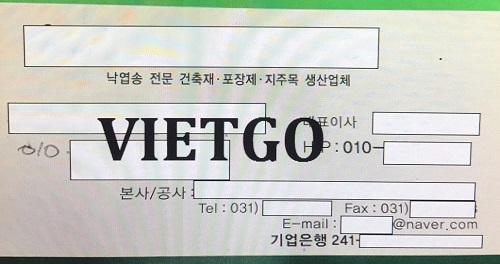 낙엽송 전문 건축재·포장제·지주목 생산업체
대표이사
VIETGO
H.P : 010-
010-
본사/공사 :
Tel : 031) Fax : 031)
E-mail : @naver.com
기업은행 241-